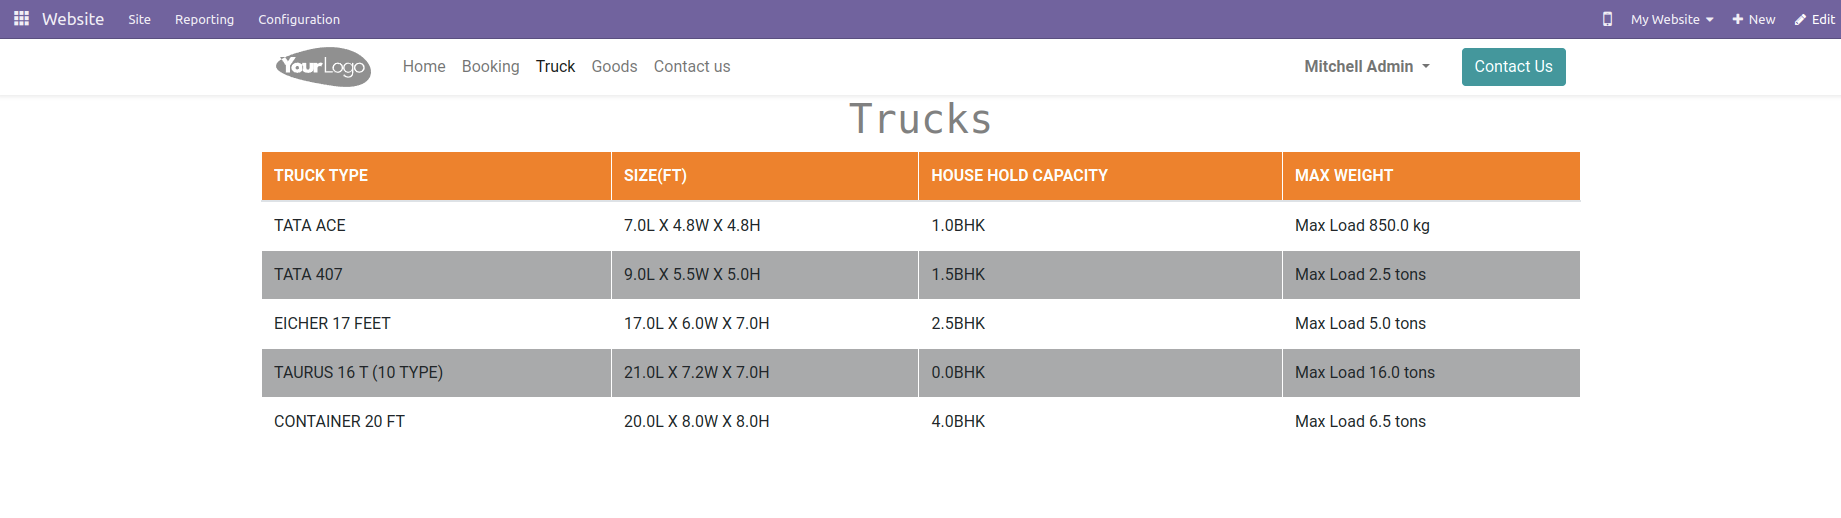 Website Site Reporting Configuration My Website New Edit
YourLogo Home Booking Truck Goods Contact us Mitchell Admin Contact Us
Trucks
TRUCK TYPE SIZE(FT) HOUSE HOLD CAPACITY MAX WEIGHT
TATA ACE 7.0L X 4.8W X 4.8H 1.0BHK Max Load 850.0 kg
TATA 407 9.0L X 5.5W X 5.0H 1.5BHK Max Load 2.5 tons
EICHER 17 FEET 17.0L X 6.0W X 7.0H 2.5BHK Max Load 5.0 tons
TAURUS 16 T (10 TYPE) 21.0L X 7.2W X 7.0H 0.0BHK Max Load 16.0 tons
CONTAINER 20 FT 20.0L X 8.0W X 8.0H 4.0BHK Max Load 6.5 tons